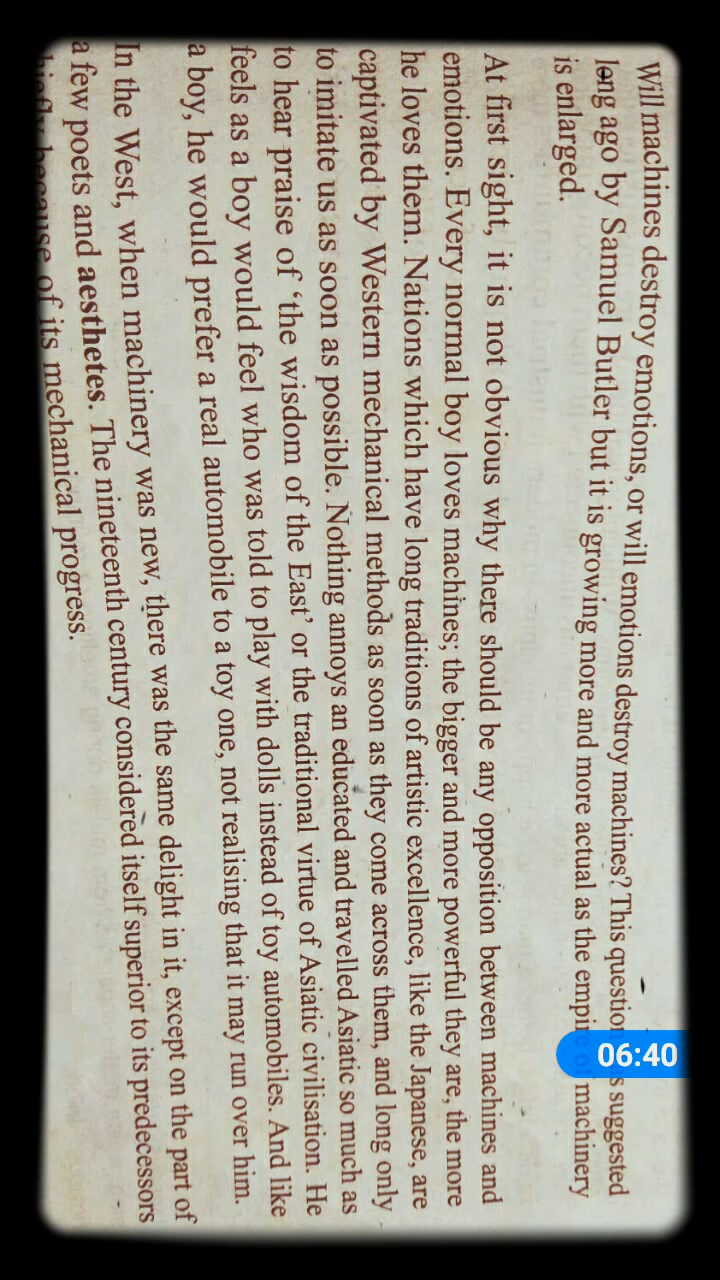 Will machines destroy emotions, or will emotions destroy machines? This question suggested
long ago by Samuel Butler but it is growing more and more actual as the empire of machinery
is enlarged.
At first sight, it is not obvious why there should be any opposition between machines and
emotions. Every normal boy loves machines; the bigger and more powerful they are, the more
he loves them. Nations which have long traditions of artistic excellence, like the Japanese, are
captivated by Western mechanical methods as soon as they come across them, and long only
to imitate us as soon as possible. Nothing annoys an educated and travelled Asiatic so much as
to hear praise of ‘the wisdom of the East’ or the traditional virtue of Asiatic civilisation. He
feels as a boy would feel who was told to play with dolls instead of toy automobiles. And like
a boy, he would prefer a real automobile to a toy one, not realising that it may run over him.
In the West, when machinery was new, there was the same delight in it, except on the part of
a few poets and aesthetes. The nineteenth century considered itself superior to its predecessors
because of its mechanical progress.
06:40